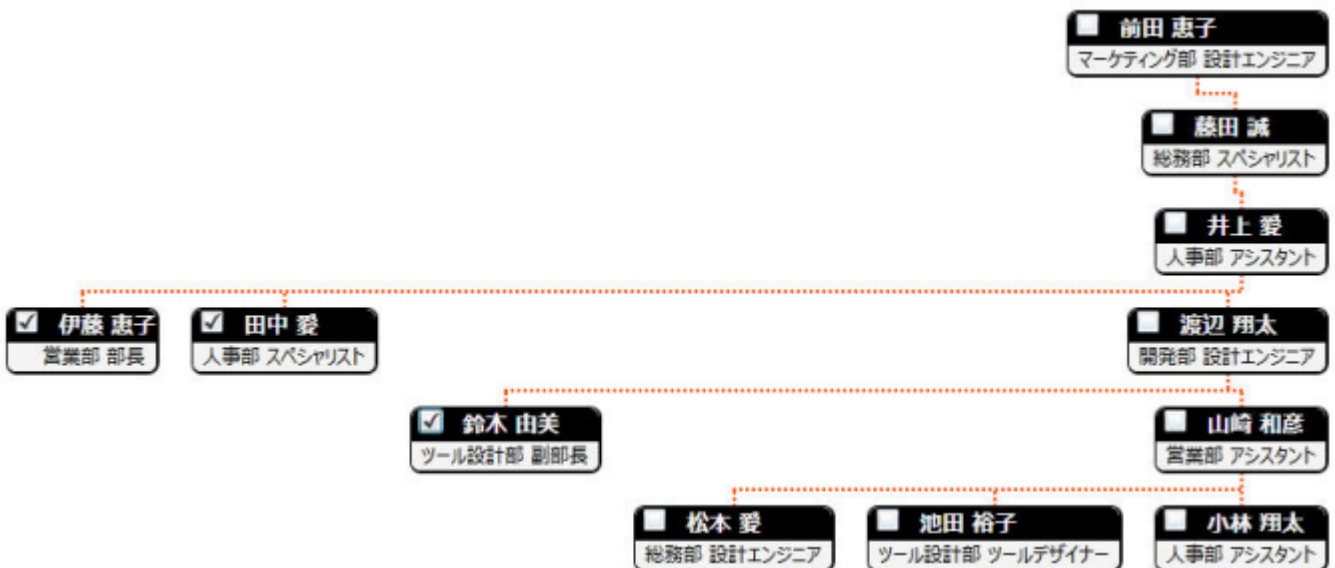 前田 恵子
マーケティング部 設計エンジニア
藤田 誠
総務部 スペシャリスト
井上 愛
人事部 アシスタント
伊藤 恵子
営業部 部長
田中 愛
人事部 スペシャリスト
渡辺 翔太
開発部 設計エンジニア
鈴木 由美
ツール設計部 副部長
山崎 和彦
営業部 アシスタント
松本 愛
総務部 設計エンジニア
池田 裕子
ツール設計部 ツールデザイナー
小林 翔太
人事部 アシスタント